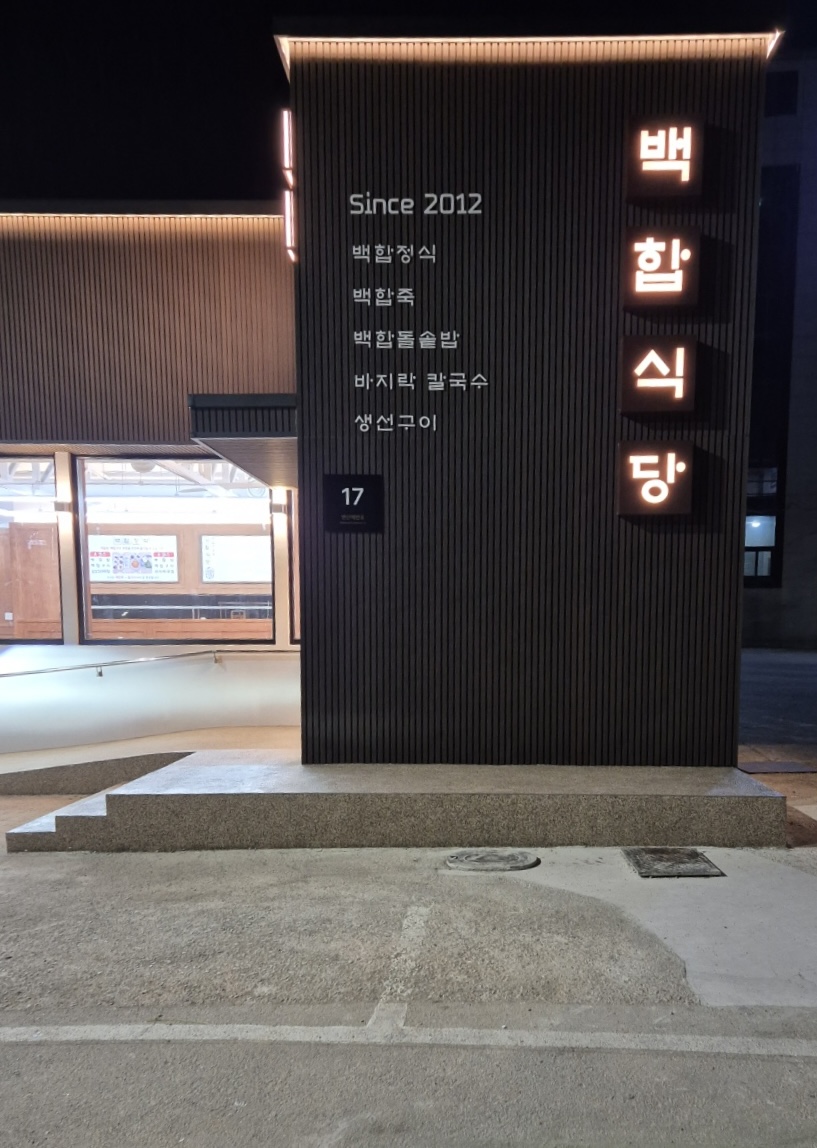 Since 2012
백합정식
백합죽
백합돌솥밥
바지락 칼국수
생선구이
17
백
합
식
당